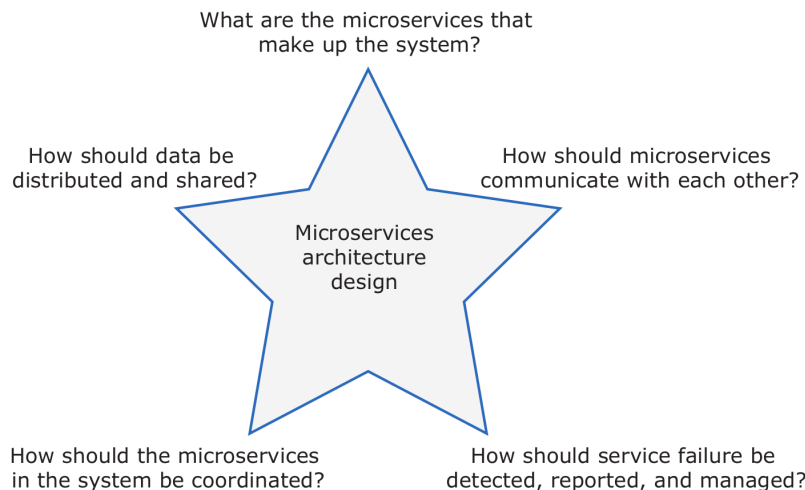 What are the microservices that
make up the system?
How should data be
distributed and shared?
How should microservices
communicate with each other?
Microservices
architecture
design
How should the microservices
in the system be coordinated?
How should service failure be
detected, reported, and managed?